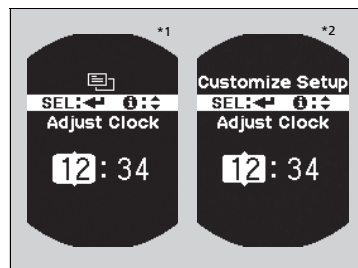 *1
SEL:
:
Adjust Clock
12:34
*2
Customize Setup
SEL:
:
Adjust Clock
12:34